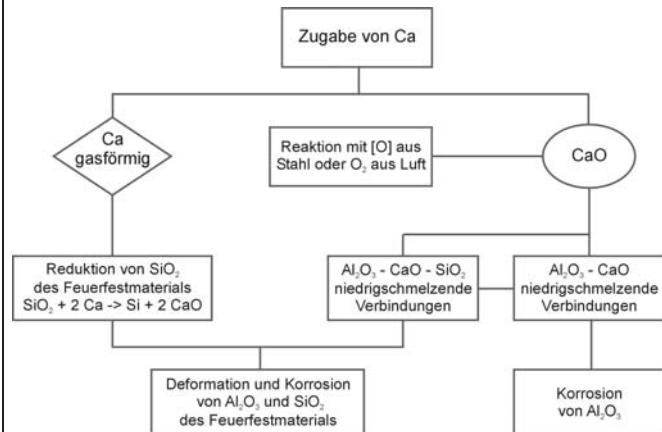 Zugabe von Ca
Ca
gasförmig
Reaktion mit [O] aus
Stahl oder O₂ aus Luft
CaO
Reduktion von SiO₂
des Feuerfestmaterials
SiO₂ + 2 Ca -> Si + 2 CaO
Al₂O₃ - CaO - SiO₂
niedrigschmelzende
Verbindungen
Al₂O₃ - CaO
niedrigschmelzende
Verbindungen
Deformation und Korrosion
von Al₂O₃ und SiO₂
des Feuerfestmaterials
Korrosion
von Al₂O₃